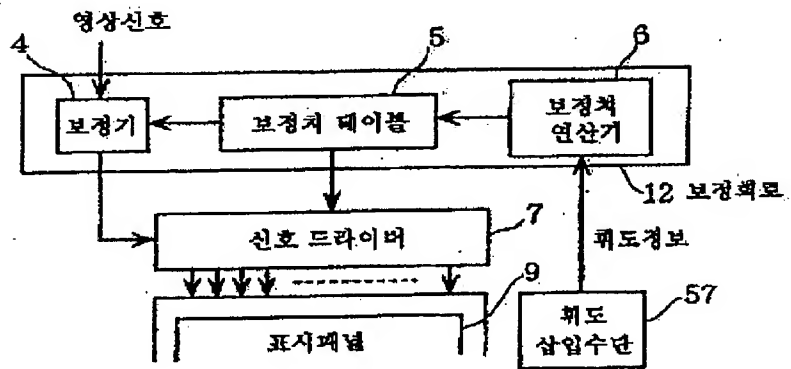 영상신호
4
5
6
보정기
보정치 테이블
보정치
연산기
12 보정회로
신호 드라이버
7
휘도정보
9
표시패널
휘도
삽입수단
57